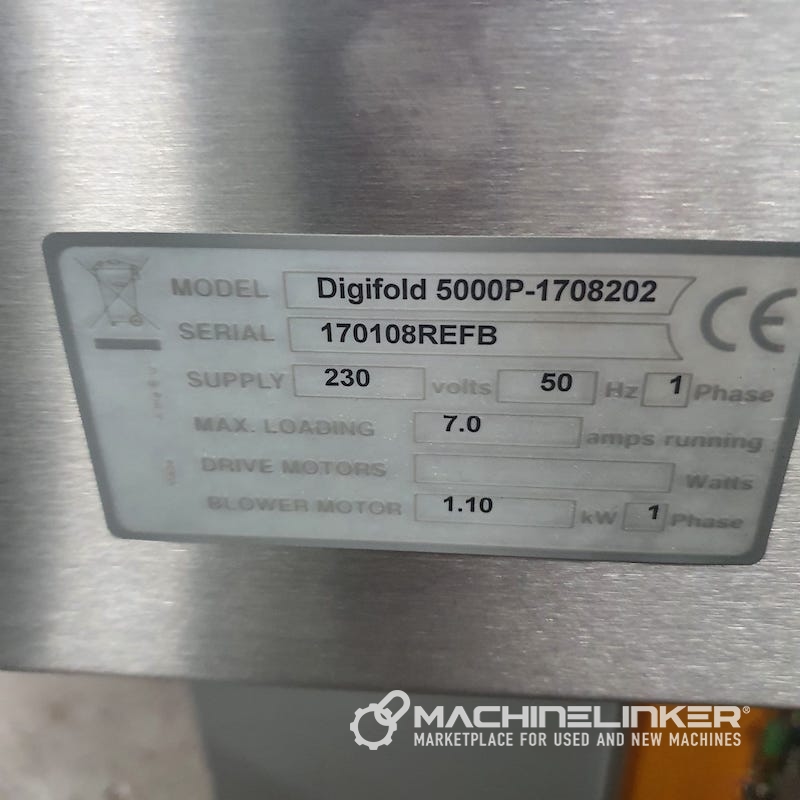 MODEL Digifold 5000P-1708202
SERIAL 170108REFB
SUPPLY 230 volts 50 Hz 1 Phase
MAX. LOADING 7.0 amps running
DRIVE MOTORS Watts
BLOWER MOTOR 1.10 kW 1 Phase
CE
MACHINELINKER®
MARKETPLACE FOR USED AND NEW MACHINES